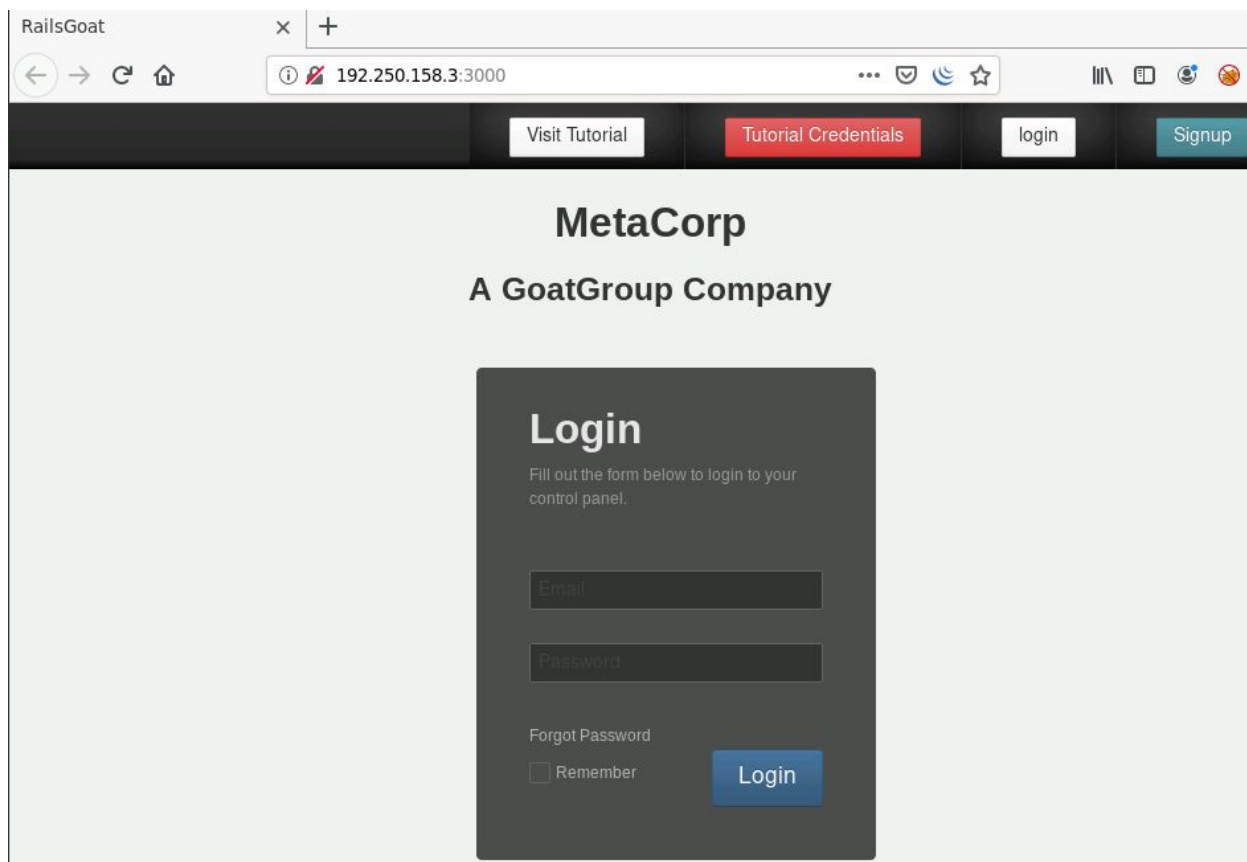 RailsGoat
192.250.158.3:3000
Visit Tutorial
Tutorial Credentials
login
Signup
MetaCorp
A GoatGroup Company
Login
Fill out the form below to login to your
control panel.
Email
Password
Forgot Password
Remember
Login